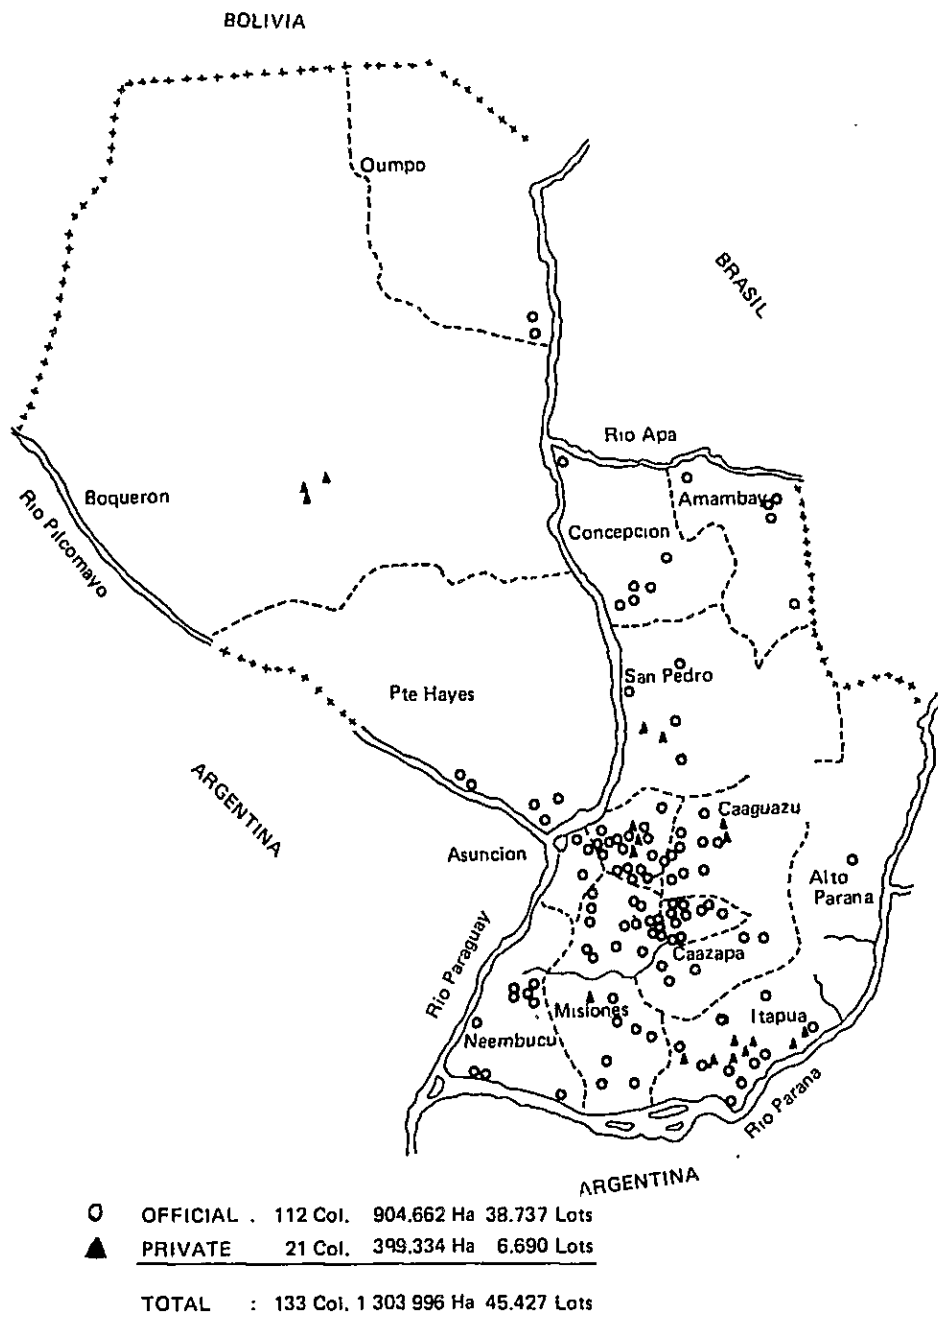 BOLIVIA
Oumpo
BRASIL
Rio Apa
Boqueron
Amambay
Rio Pilcomayo
Concepcion
San Pedro
Pte Hayes
ARGENTINA
Caaguazu
Asuncion
Alto
Parana
Caazapa
Rio Paraguay
Misiones
Itapua
Neembucu
Rio Parana
ARGENTINA
OFFICIAL . 112 Col. 904.662 Ha 38.737 Lots
PRIVATE 21 Col. 399.334 Ha 6.690 Lots
TOTAL : 133 Col. 1 303 996 Ha 45.427 Lots